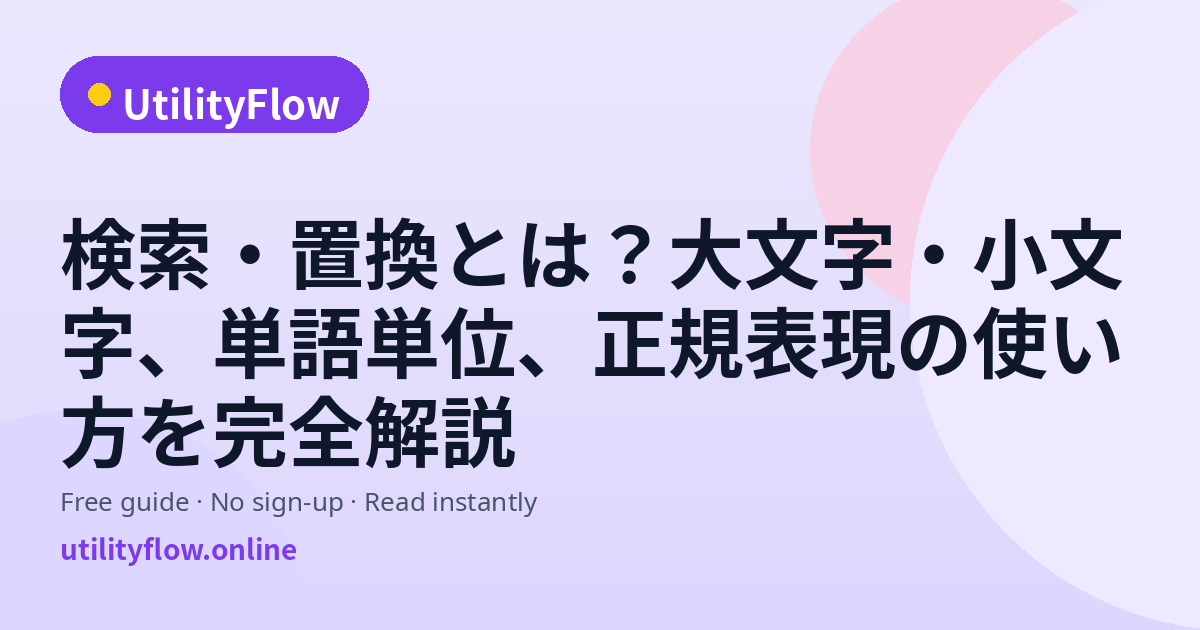 UtilityFlow
検索・置換とは？大文字・小文
字、単語単位、正規表現の使い
方を完全解説
Free guide · No sign-up · Read instantly
utilityflow.online